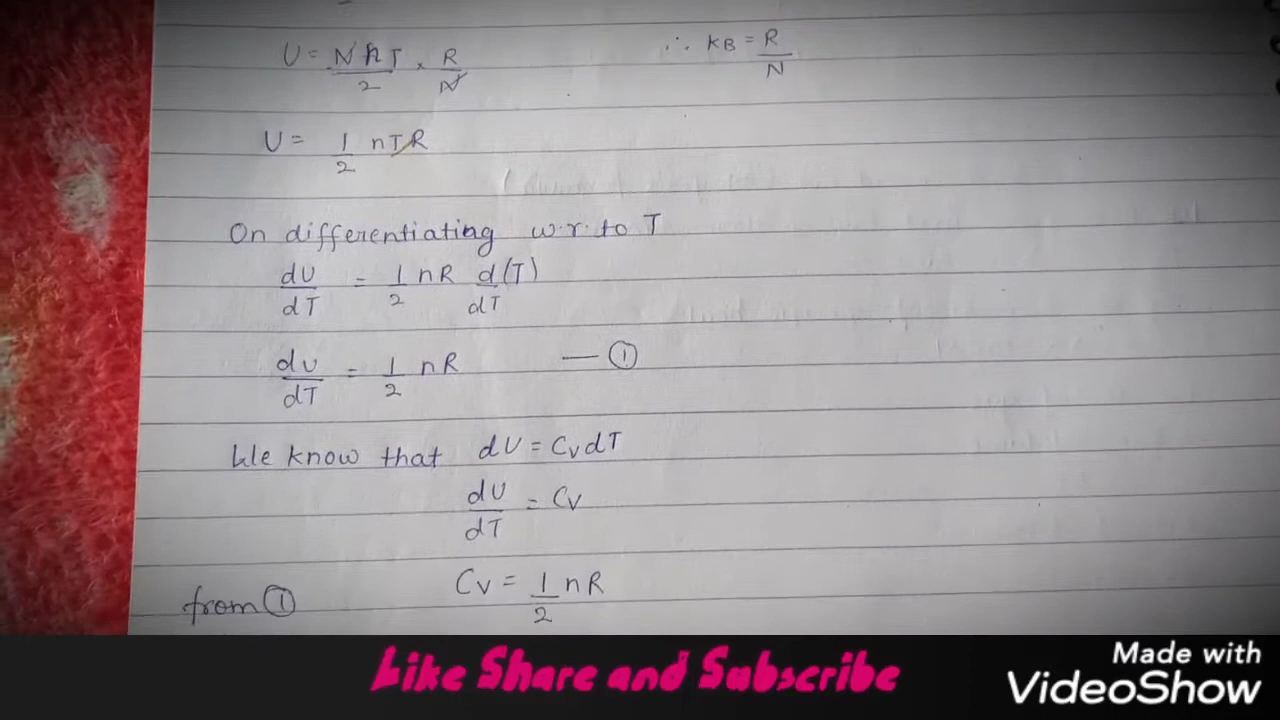 U = NnT/2 × R/N ∴ KB = R/N
U = 1/2 nTR
On differentiating w.r.to T
dU/dT = 1/2 nR d(T)/dT
dU/dT = 1/2 nR — ①
We know that dU = CvdT
dU/dT = Cv
from ① Cv = 1/2 nR
Like Share and Subscribe
Made with
VideoShow